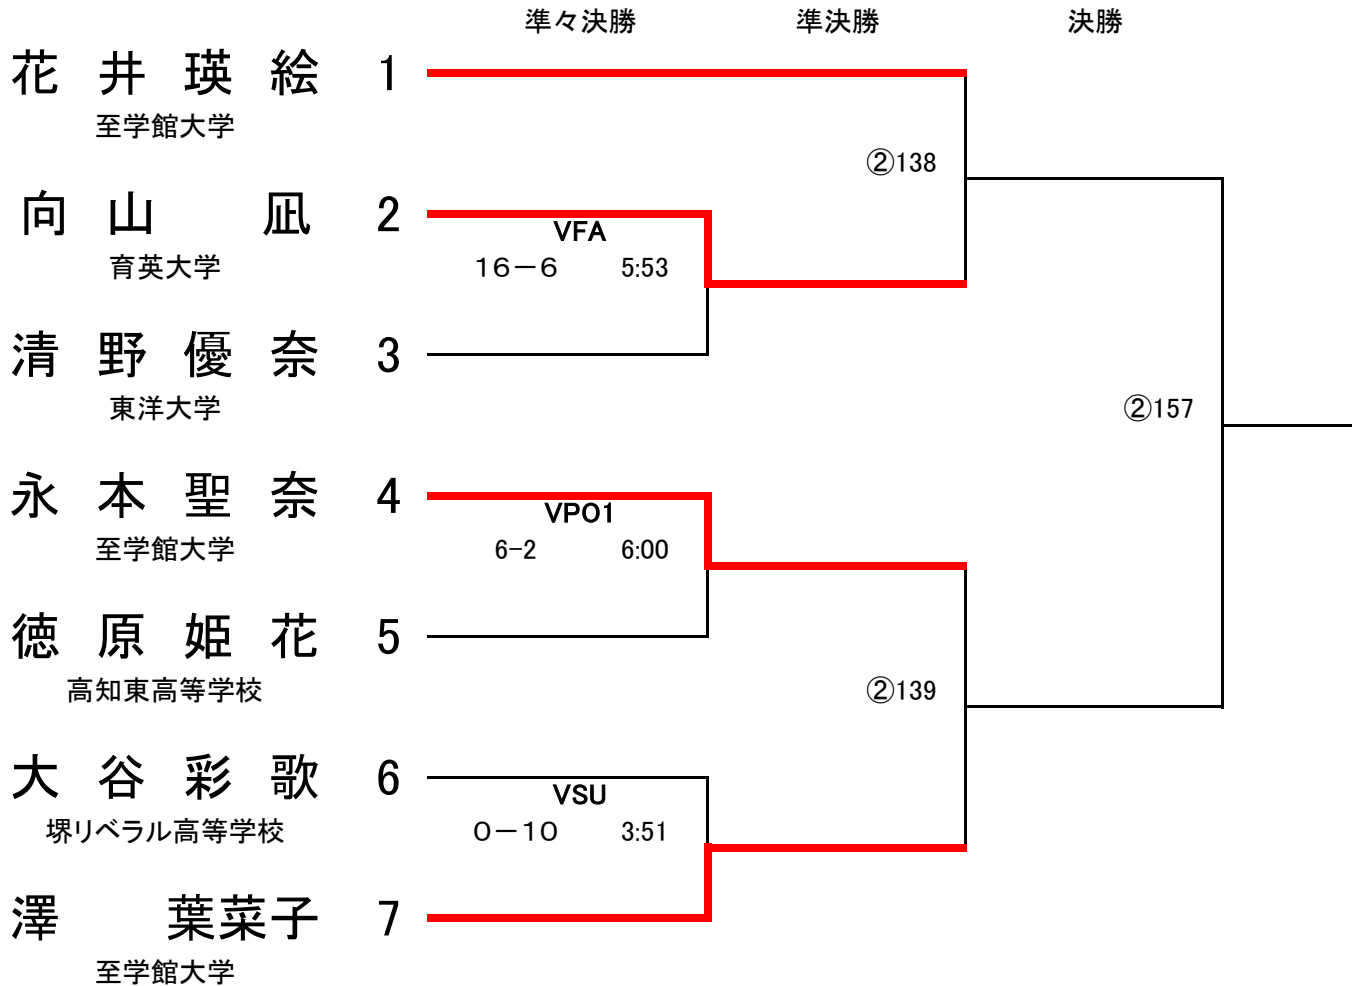 準々決勝 準決勝 決勝
花井瑛絵 1
至学館大学
②138
向山 凪 2
VFA
育英大学
16－6 5:53
清野優奈 3
東洋大学
②157
永本聖奈 4
VPO1
至学館大学
6-2 6:00
徳原姫花 5
高知東高等学校
②139
大谷彩歌 6
VSU
堺リベラル高等学校
0－10 3:51
澤 葉菜子 7
至学館大学